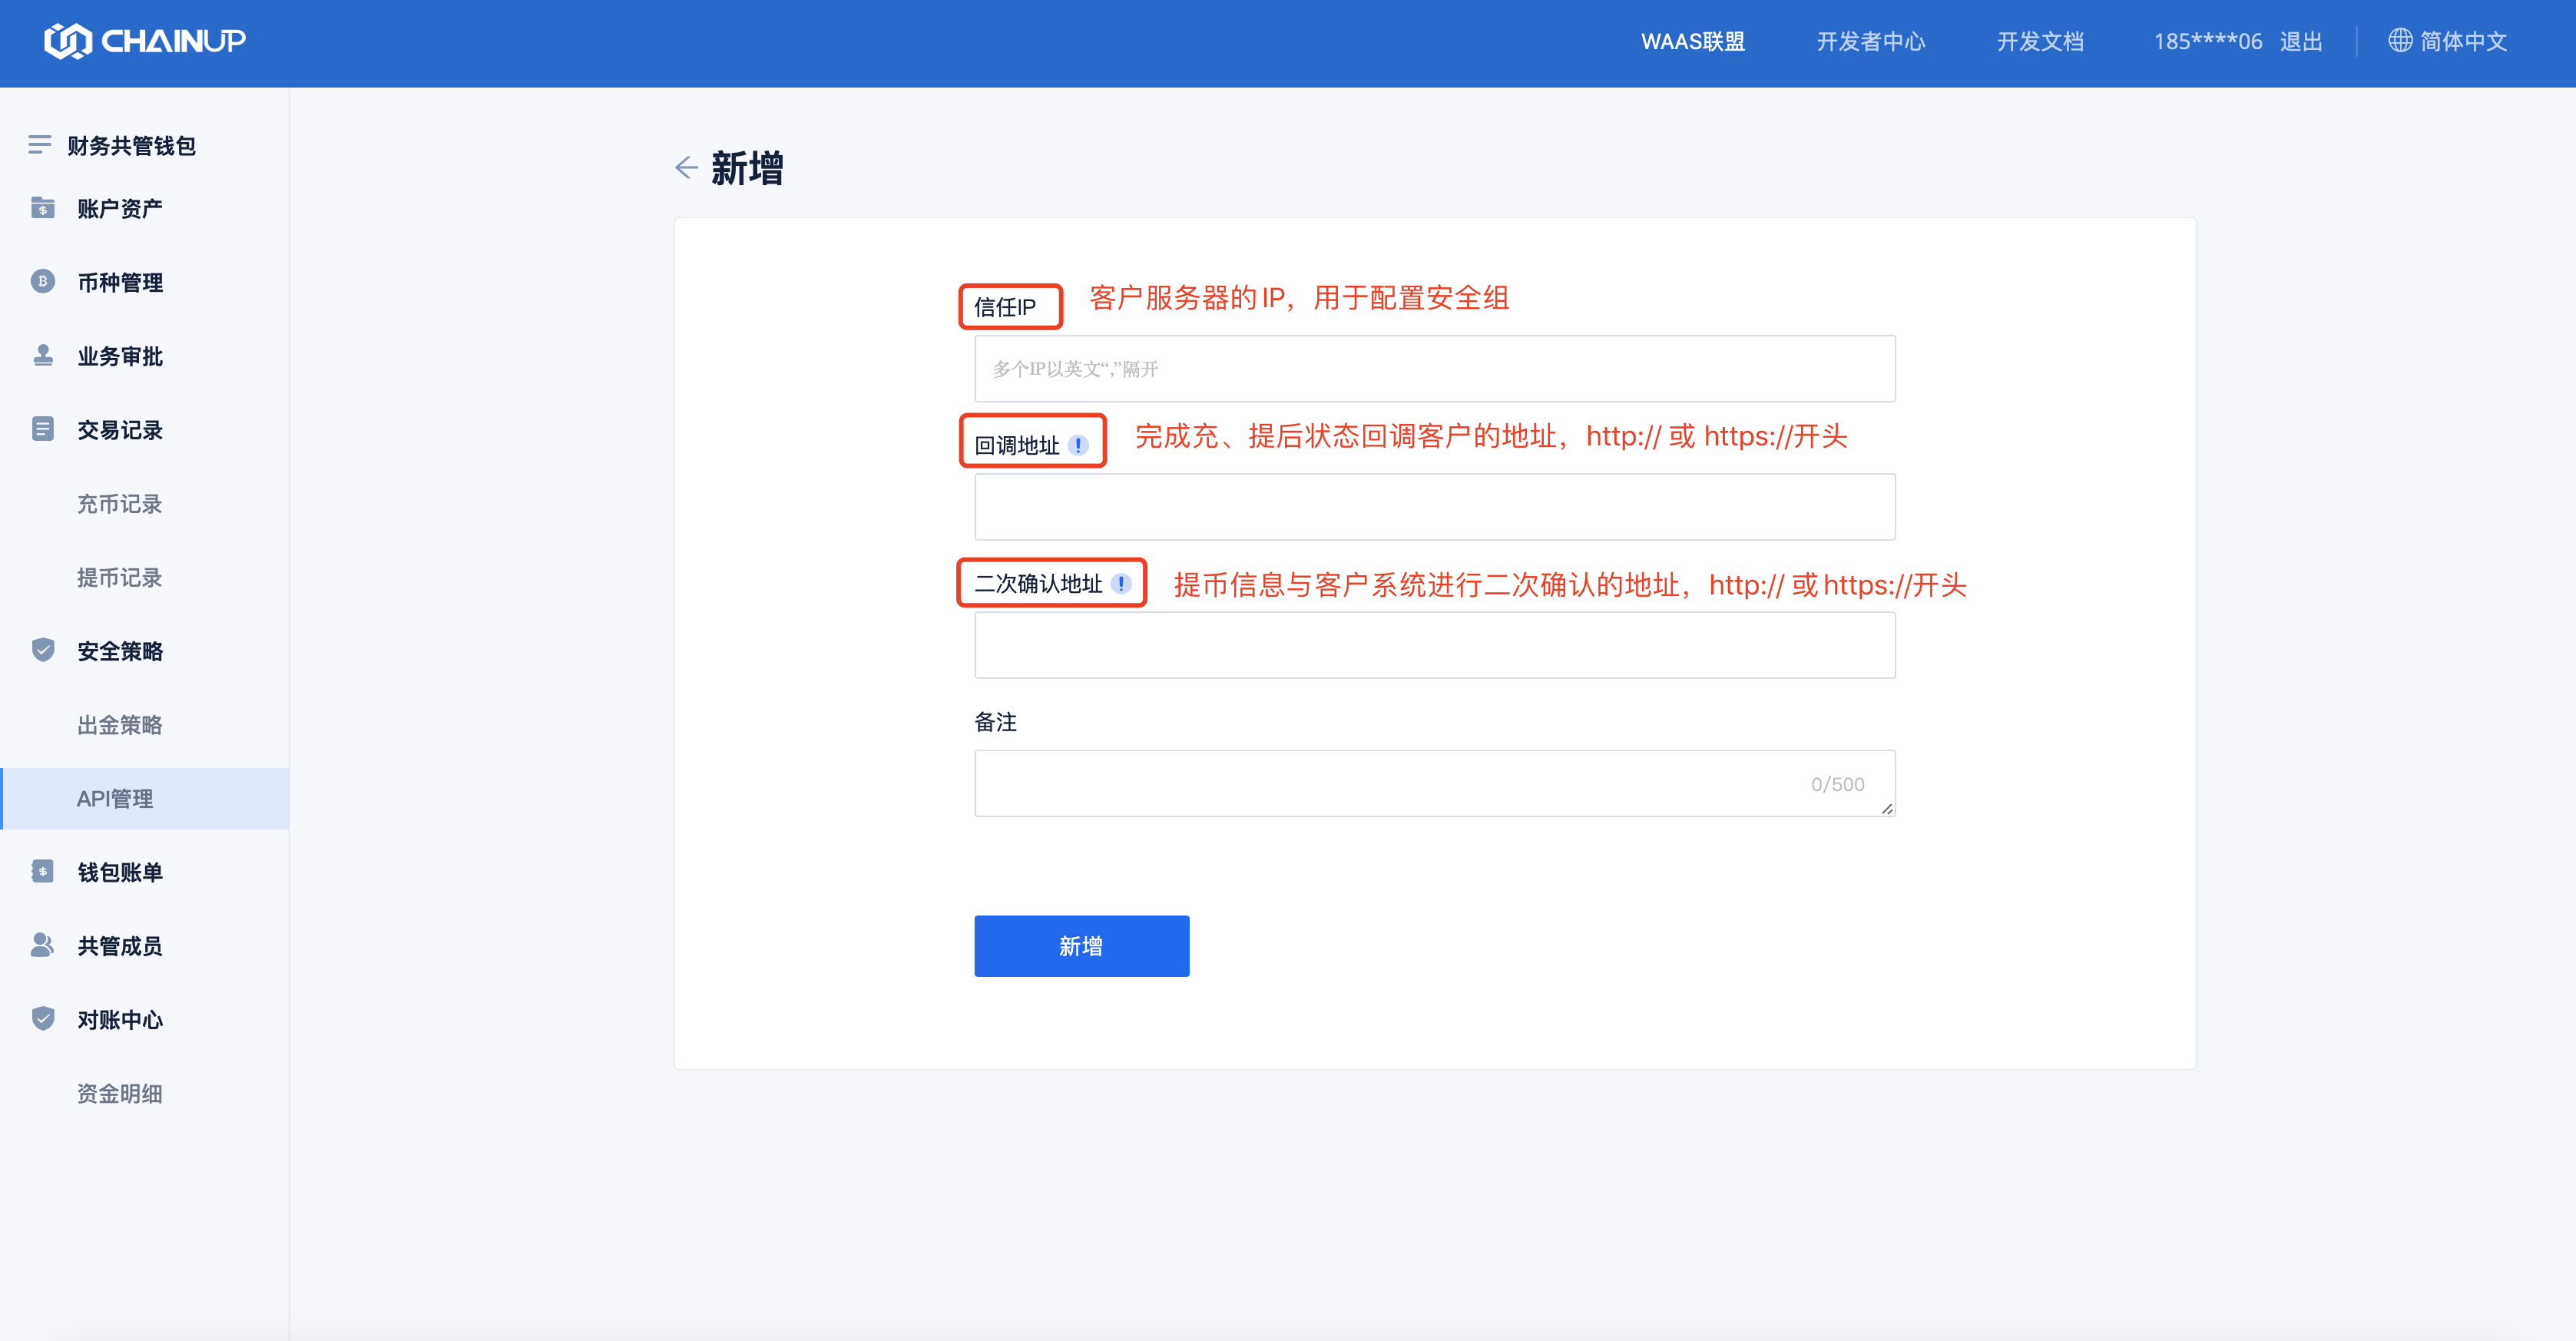 CHAINUP
WAAS联盟 开发者中心 开发文档 185****06 退出 简体中文
财务共管钱包
账户资产
币种管理
业务审批
交易记录
充币记录
提币记录
安全策略
出金策略
API管理
钱包账单
共管成员
对账中心
资金明细
新增
信任IP 客户服务器的IP，用于配置安全组
多个IP以英文“,”隔开
回调地址 ! 完成充、提后状态回调客户的地址，http:// 或 https://开头
二次确认地址 ! 提币信息与客户系统进行二次确认的地址，http:// 或https://开头
备注
0/500
新增